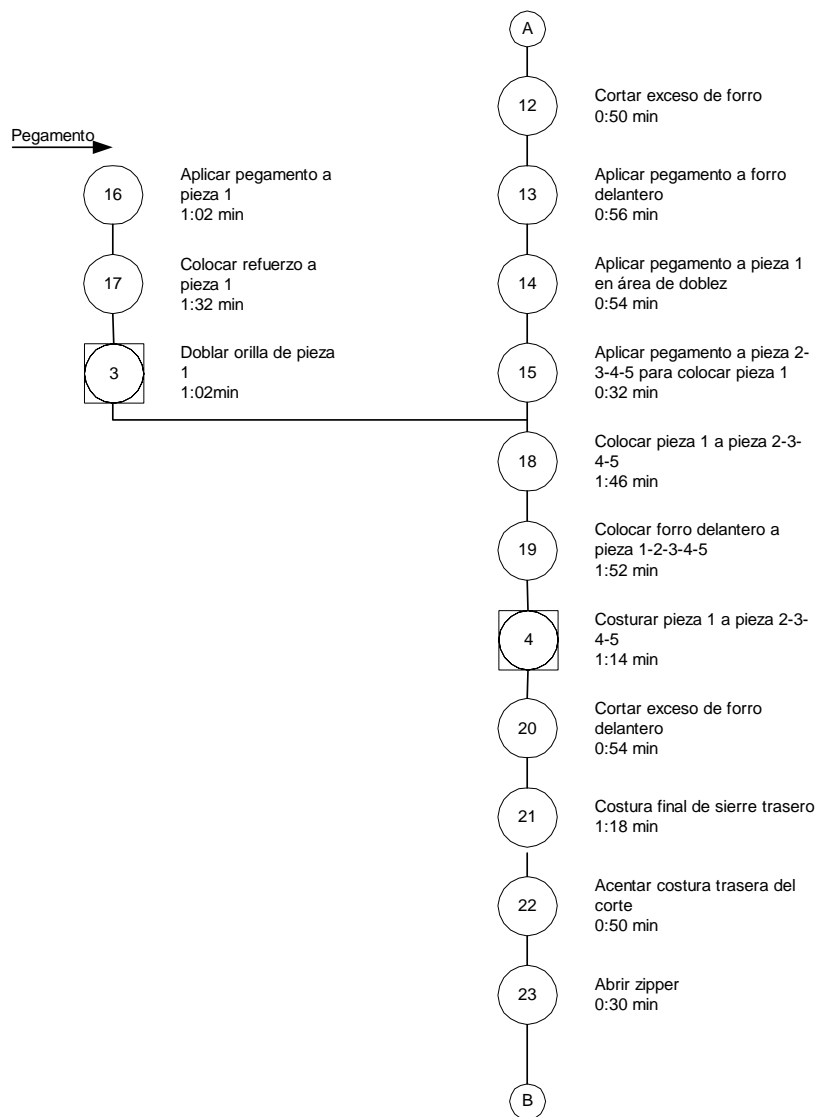 A
12
Cortar exceso de forro
0:50 min
Pegamento
16
Aplicar pegamento a
pieza 1
1:02 min
13
Aplicar pegamento a forro
delantero
0:56 min
17
Colocar refuerzo a
pieza 1
1:32 min
14
Aplicar pegamento a pieza 1
en área de doblez
0:54 min
3
Doblar orilla de pieza
1
1:02min
15
Aplicar pegamento a pieza 2-
3-4-5 para colocar pieza 1
0:32 min
18
Colocar pieza 1 a pieza 2-3-
4-5
1:46 min
19
Colocar forro delantero a
pieza 1-2-3-4-5
1:52 min
4
Costurar pieza 1 a pieza 2-3-
4-5
1:14 min
20
Cortar exceso de forro
delantero
0:54 min
21
Costura final de sierre trasero
1:18 min
22
Acentar costura trasera del
corte
0:50 min
23
Abrir zipper
0:30 min
B